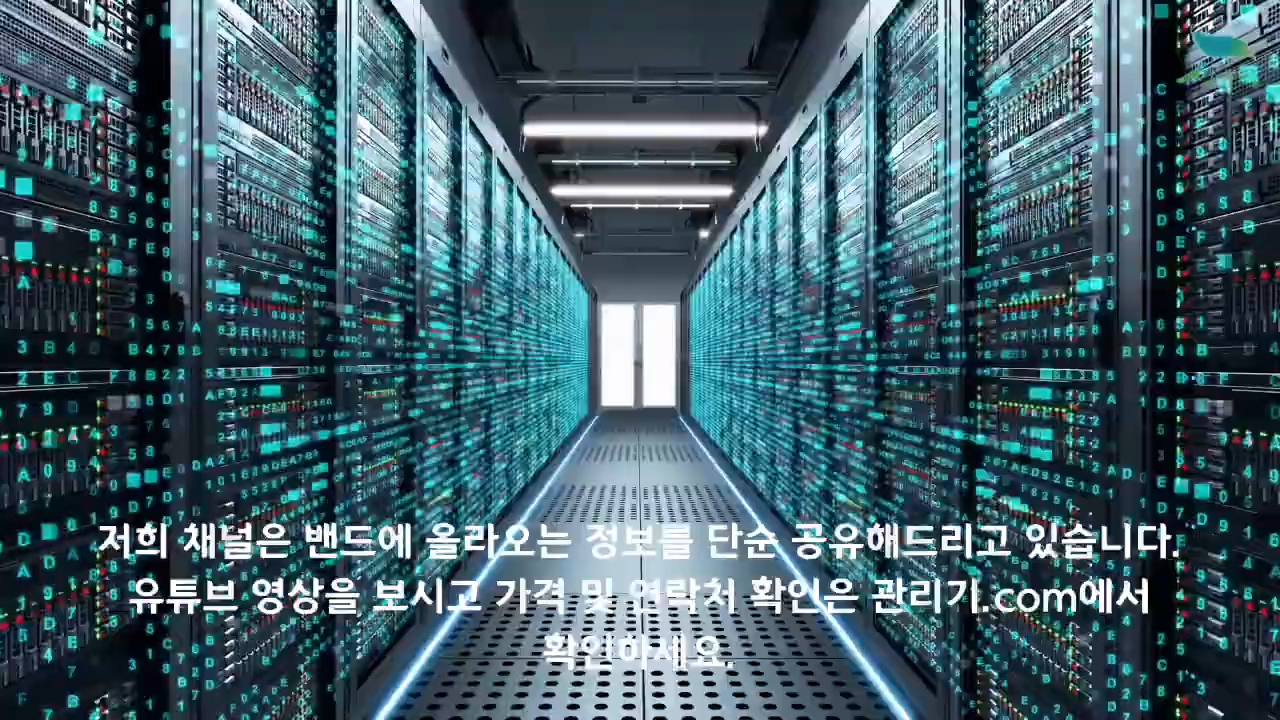 저희 채널은 밴드에 올라오는 정보를 단순 공유해드리고 있습니다.
유튜브 영상을 보시고 가격 및 연락처 확인은 관리기.com에서
확인하세요.